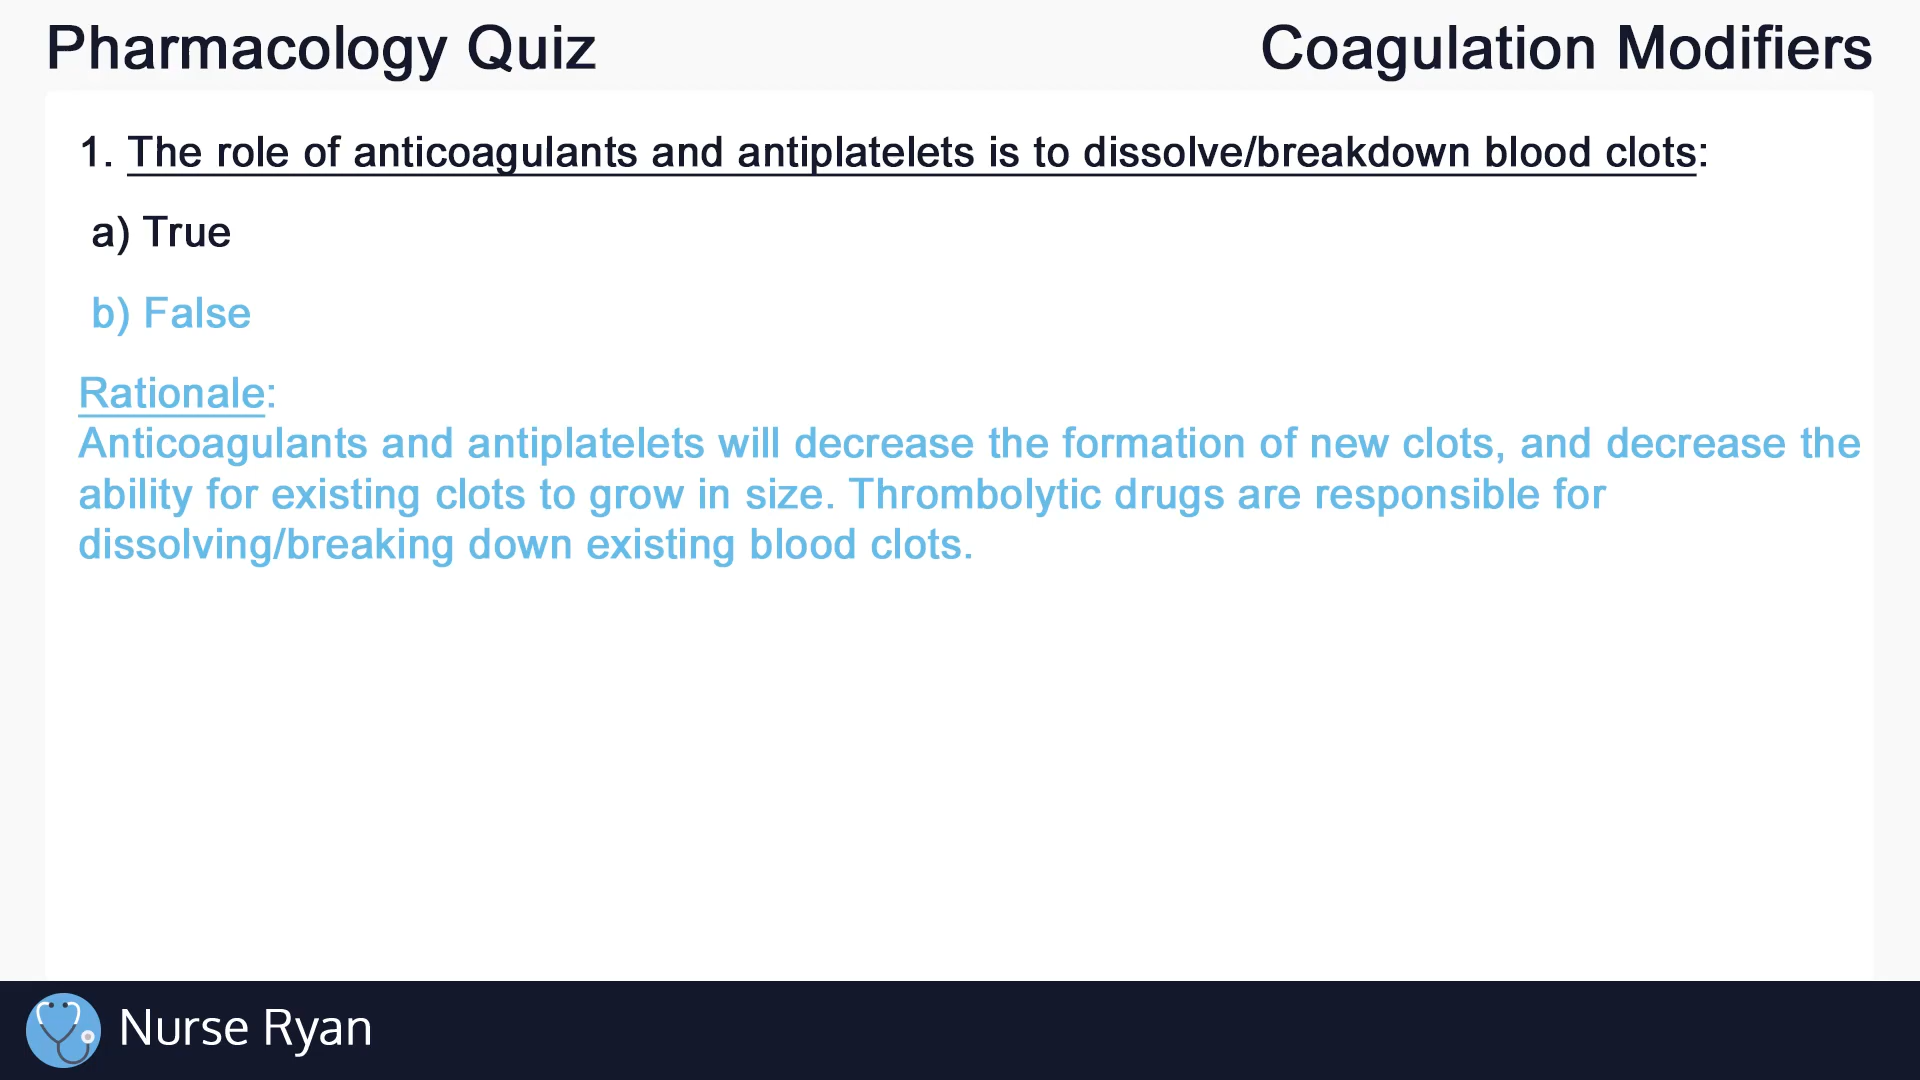 Pharmacology Quiz
Coagulation Modifiers
1. The role of anticoagulants and antiplatelets is to dissolve/breakdown blood clots:
a) True
b) False
Rationale:
Anticoagulants and antiplatelets will decrease the formation of new clots, and decrease the
ability for existing clots to grow in size. Thrombolytic drugs are responsible for
dissolving/breaking down existing blood clots.
Nurse Ryan